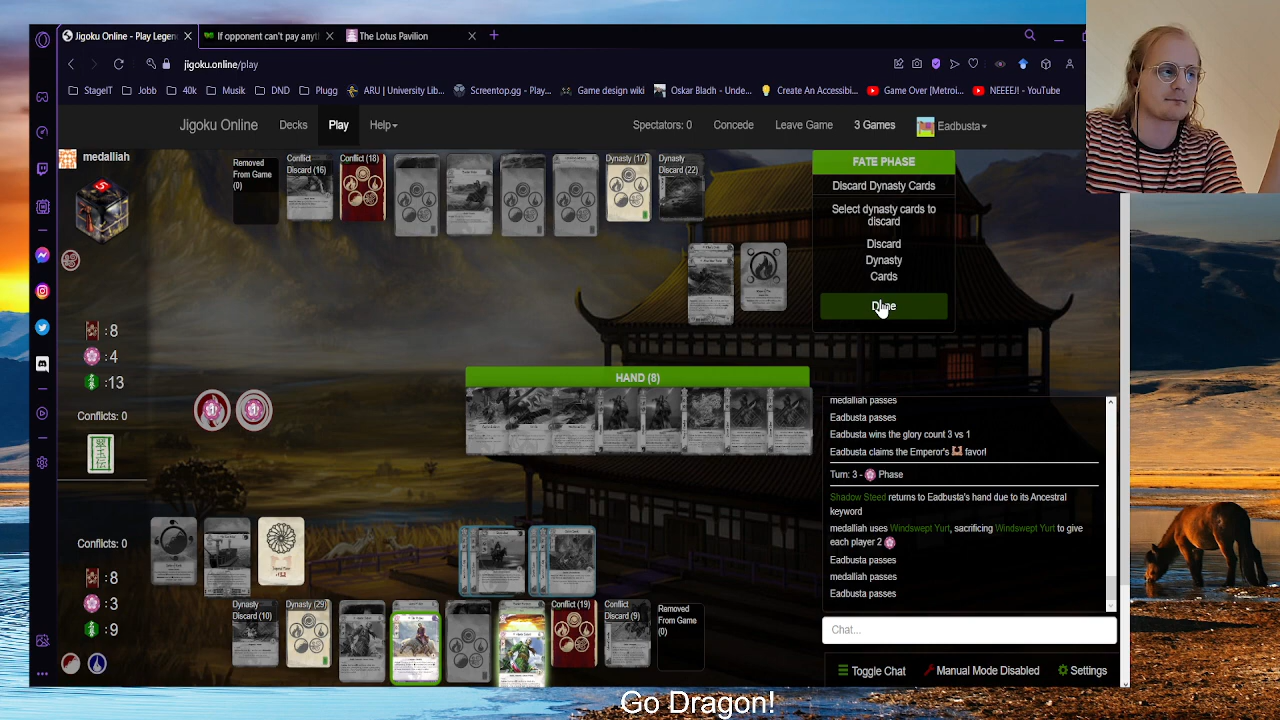 Jigoku Online - Play Legen
If opponent can't pay anyt
The Lotus Pavilion
jigoku.online/play
StageIT
Jobb
40k
Musik
DND
Plugg
ARU | University Lib...
Screentop.gg - Play...
Game design wiki
Oskar Bladh - Unde...
Create An Accessibi...
Game Over [Metroi...
NEEEJ! - YouTube
Jigoku Online
Decks
Play
Help
Spectators: 0
Concede
Leave Game
3 Games
Eadbusta
medalliah
Removed From Game (0)
Conflict Discard (16)
Conflict (18)
Dynasty (17)
Dynasty Discard (22)
FATE PHASE
Discard Dynasty Cards
Select dynasty cards to
discard
Discard
Dynasty
Cards
Done
:8
:4
:13
Conflicts: 0
HAND (8)
medalliah passes
Eadbusta passes
Eadbusta wins the glory count 3 vs 1
Eadbusta claims the Emperor's favor!
Turn: 3 - Phase
Shadow Steed returns to Eadbusta's hand due to its Ancestral
keyword
medalliah uses Windswept Yurt, sacrificing Windswept Yurt to give
each player 2
Eadbusta passes
medalliah passes
Eadbusta passes
Conflicts: 0
:8
:3
:9
Dynasty Discard (10)
Dynasty (29)
Conflict (19)
Conflict Discard (9)
Removed From Game (0)
Chat...
Toggle Chat
Manual Mode Disabled
Settings
Go Dragon!